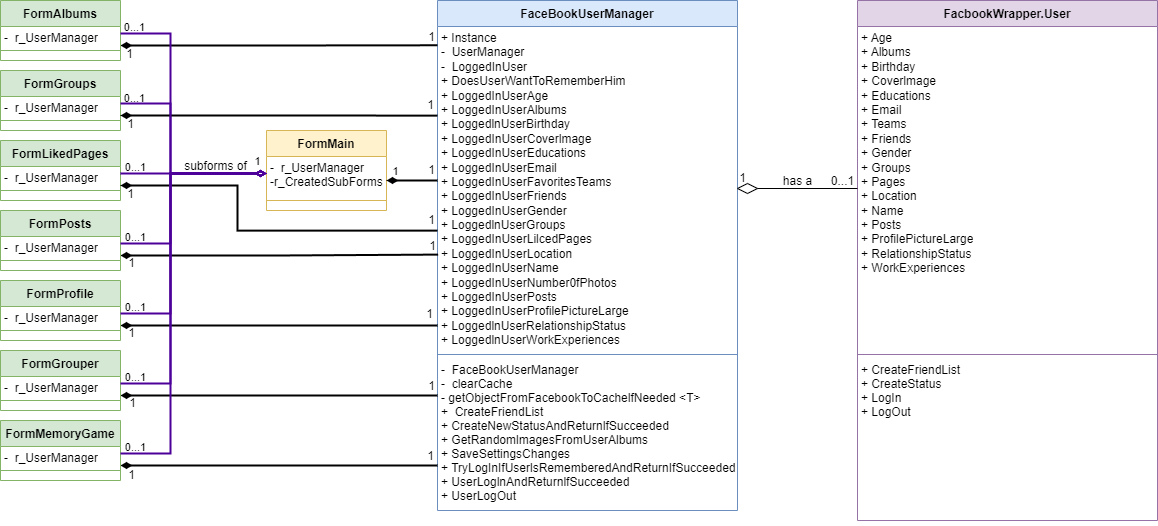 FormAlbums
- r_UserManager
0...1
1
FormGroups
- r_UserManager
0...1
1
FormLikedPages
- r_UserManager
0...1
1
FormPosts
- r_UserManager
0...1
1
FormProfile
- r_UserManager
0...1
1
FormGrouper
- r_UserManager
0...1
1
FormMemoryGame
- r_UserManager
0...1
1
subforms of
1
FormMain
- r_UserManager
-r_CreatedSubForms
1
1
1
1
1
1
1
1
1
FaceBookUserManager
+ Instance
- UserManager
- LoggedInUser
+ DoesUserWantToRememberHim
+ LoggedInUserAge
+ LoggedInUserAlbums
+ LoggedInUserBirthday
+ LoggedInUserCoverImage
+ LoggedInUserEducations
+ LoggedInUserEmail
+ LoggedInUserFavoritesTeams
+ LoggedInUserFriends
+ LoggedInUserGender
+ LoggedInUserGroups
+ LoggedInUserLilcedPages
+ LoggedInUserLocation
+ LoggedInUserName
+ LoggedInUserNumber0fPhotos
+ LoggedInUserPosts
+ LoggedInUserProfilePictureLarge
+ LoggedInUserRelationshipStatus
+ LoggedInUserWorkExperiences
- FaceBookUserManager
- clearCache
- getObjectFromFacebookToCacheIfNeeded <T>
+ CreateFriendList
+ CreateNewStatusAndReturnIfSucceeded
+ GetRandomImagesFromUserAlbums
+ SaveSettingsChanges
+ TryLogInIfUserIsRememberedAndReturnIfSucceeded
+ UserLogInAndReturnIfSucceeded
+ UserLogOut
1
has a
0...1
FacbookWrapper.User
+ Age
+ Albums
+ Birthday
+ CoverImage
+ Educations
+ Email
+ Teams
+ Friends
+ Gender
+ Groups
+ Pages
+ Location
+ Name
+ Posts
+ ProfilePictureLarge
+ RelationshipStatus
+ WorkExperiences
+ CreateFriendList
+ CreateStatus
+ LogIn
+ LogOut